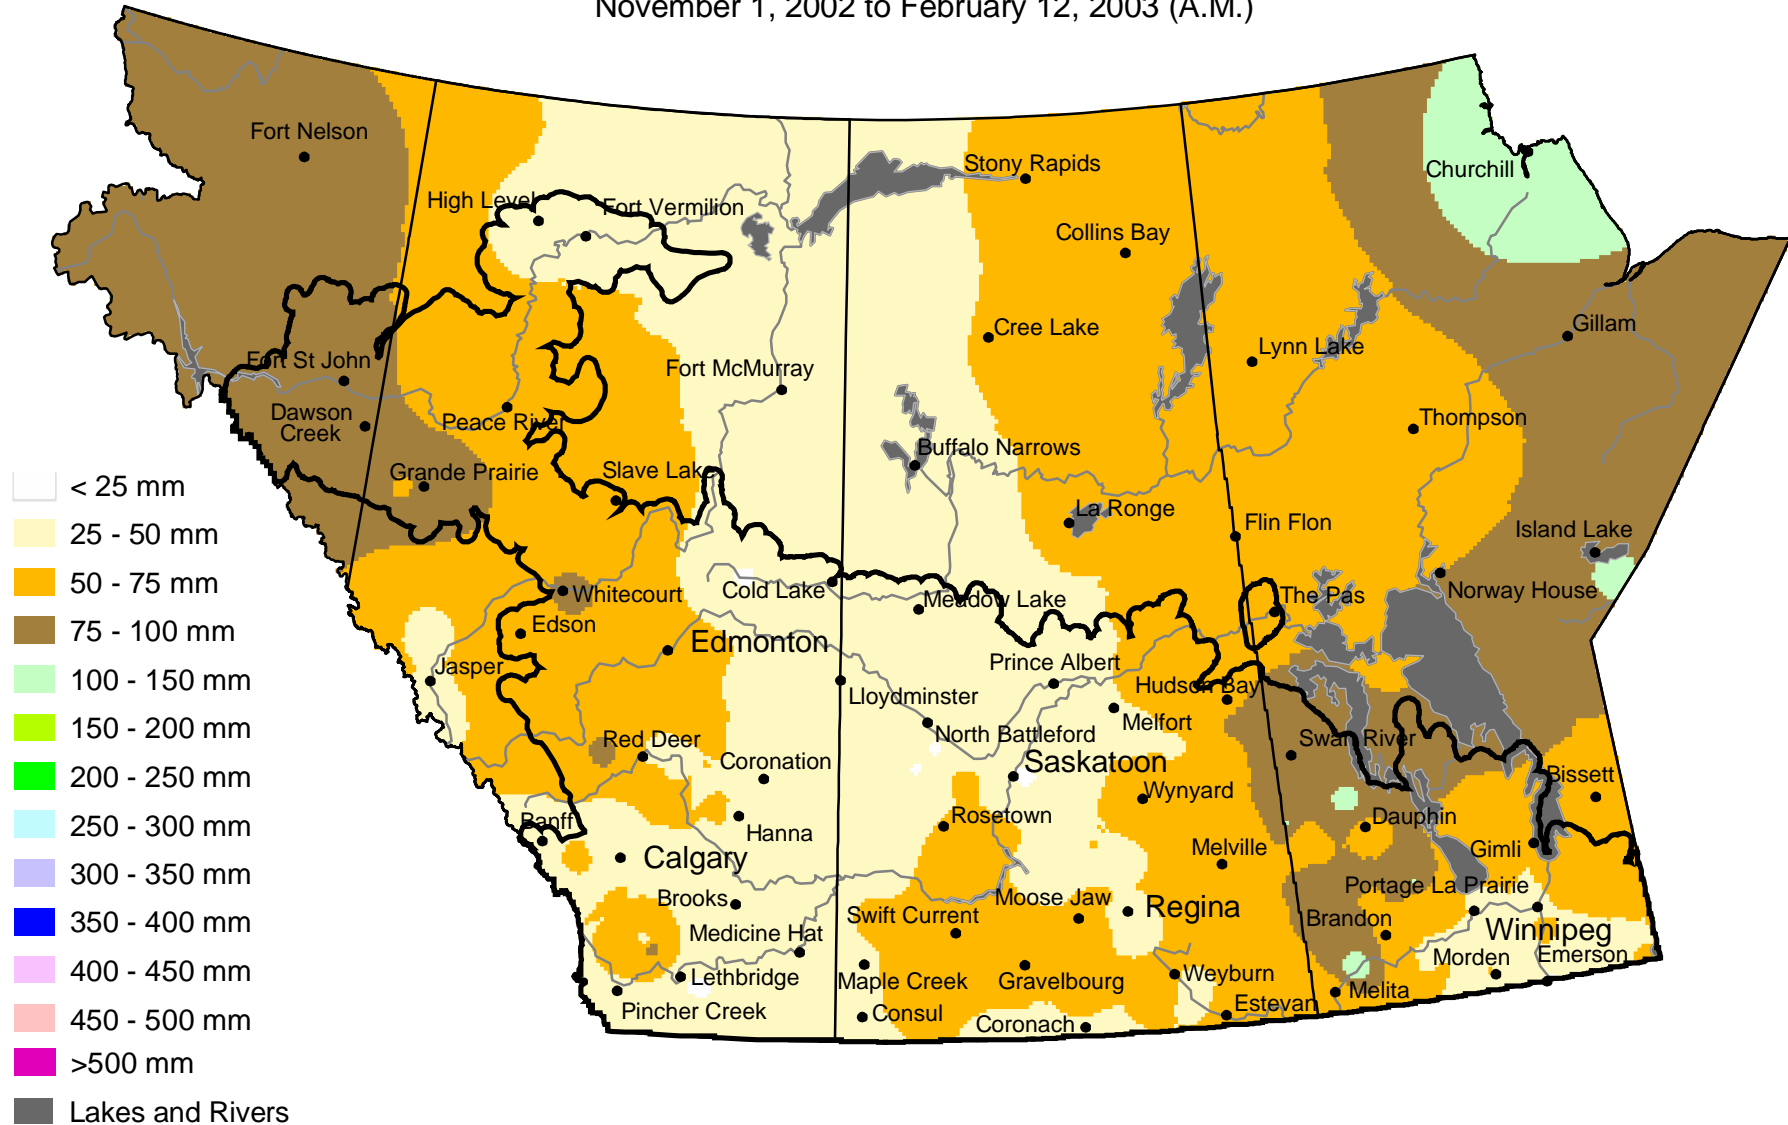 November 1, 2002 to February 12, 2003 (A.M.)
Fort Nelson
Stony Rapids
Churchill
High Level
Fort Vermilion
Collins Bay
Gillam
Cree Lake
Lynn Lake
Fort St John
Fort McMurray
Dawson
Creek
Peace River
Thompson
Buffalo Narrows
Grande Prairie
Slave Lake
La Ronge
Flin Flon
Island Lake
Whitecourt
Cold Lake
Meadow Lake
The Pas
Norway House
Edson
Edmonton
Jasper
Prince Albert
Lloydminster
Hudson Bay
Melfort
Red Deer
North Battleford
Swan River
Coronation
Saskatoon
Bissett
Wynyard
Banff
Hanna
Rosetown
Dauphin
Calgary
Melville
Gimli
Brooks
Swift Current
Moose Jaw
Regina
Portage La Prairie
Brandon
Winnipeg
Medicine Hat
Lethbridge
Maple Creek
Gravelbourg
Weyburn
Morden
Emerson
Pincher Creek
Consul
Coronach
Estevan
Melita
< 25 mm
25 - 50 mm
50 - 75 mm
75 - 100 mm
100 - 150 mm
150 - 200 mm
200 - 250 mm
250 - 300 mm
300 - 350 mm
350 - 400 mm
400 - 450 mm
450 - 500 mm
>500 mm
Lakes and Rivers